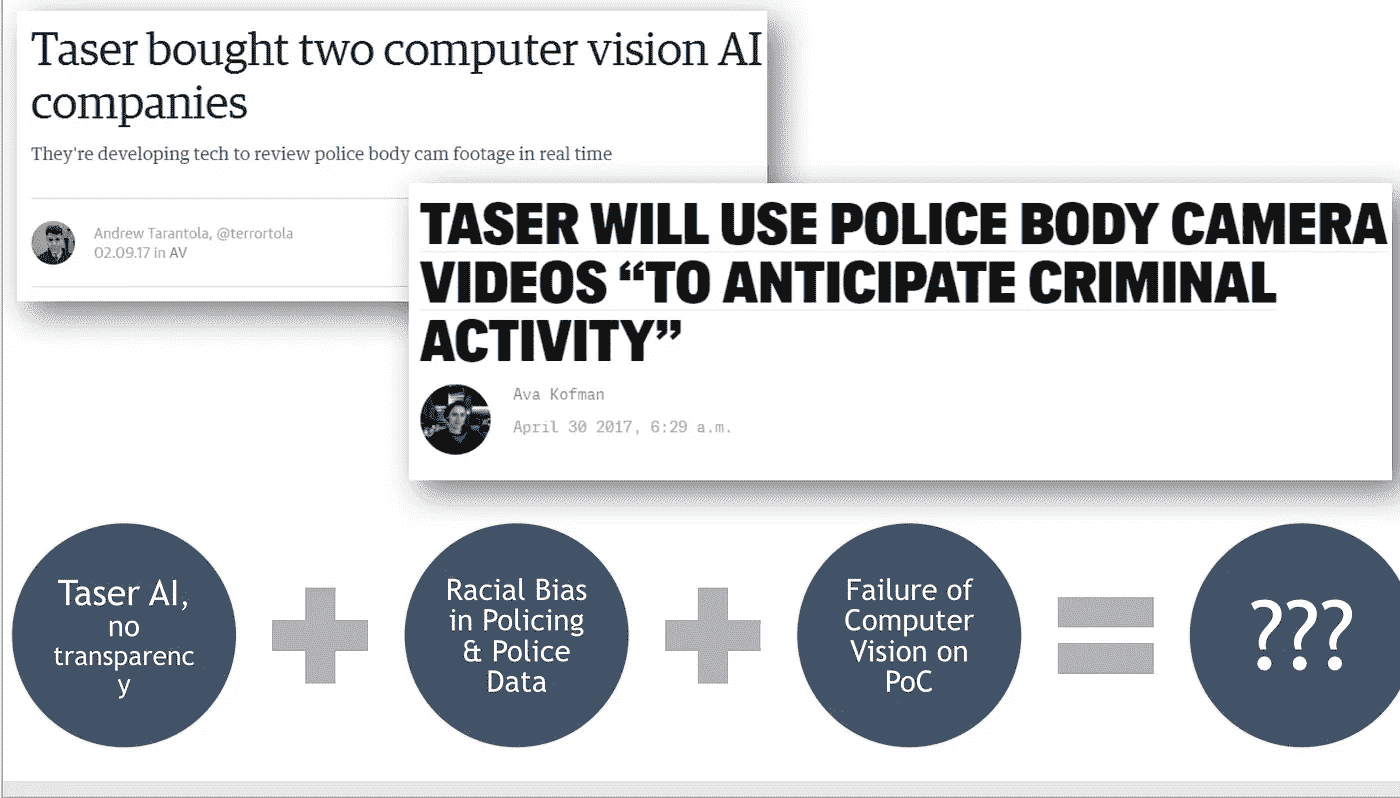 Taser bought two computer vision AI
companies
They're developing tech to review police body cam footage in real time
Andrew Tarantola, @terrortola
02.09.17 in AV
TASER WILL USE POLICE BODY CAMERA
VIDEOS “TO ANTICIPATE CRIMINAL
ACTIVITY”
Ava Kofman
April 30 2017, 6:29 a.m.
Taser AI,
no
transparenc
y
Racial Bias
in Policing
& Police
Data
Failure of
Computer
Vision on
PoC
???